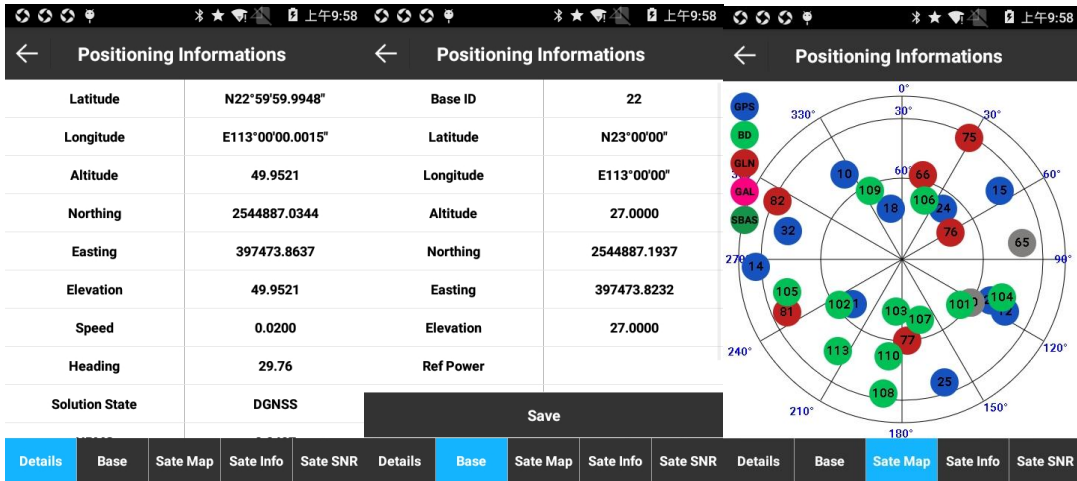 上午9:58
Positioning Informations
Latitude N22°59'59.9948"
Longitude E113°00'00.0015"
Altitude 49.9521
Northing 2544887.0344
Easting 397473.8637
Elevation 49.9521
Speed 0.0200
Heading 29.76
Solution State DGNSS
Details Base Sate Map Sate Info Sate SNR
上午9:58
Positioning Informations
Base ID 22
Latitude N23°00'00"
Longitude E113°00'00"
Altitude 27.0000
Northing 2544887.1937
Easting 397473.8232
Elevation 27.0000
Ref Power
Save
Details Base Sate Map Sate Info Sate SNR
上午9:58
Positioning Informations
0°
GPS 330° 30° 30°
BD 75
GLN 10 60° 66 60°
GAL 109 106 15
82 18 24
SBAS 32 76 65
270° 14 90°
105 102 103 101 104
81 107 12
240° 113 110 77 120°
108 25
210° 150°
180°
Details Base Sate Map Sate Info Sate SNR